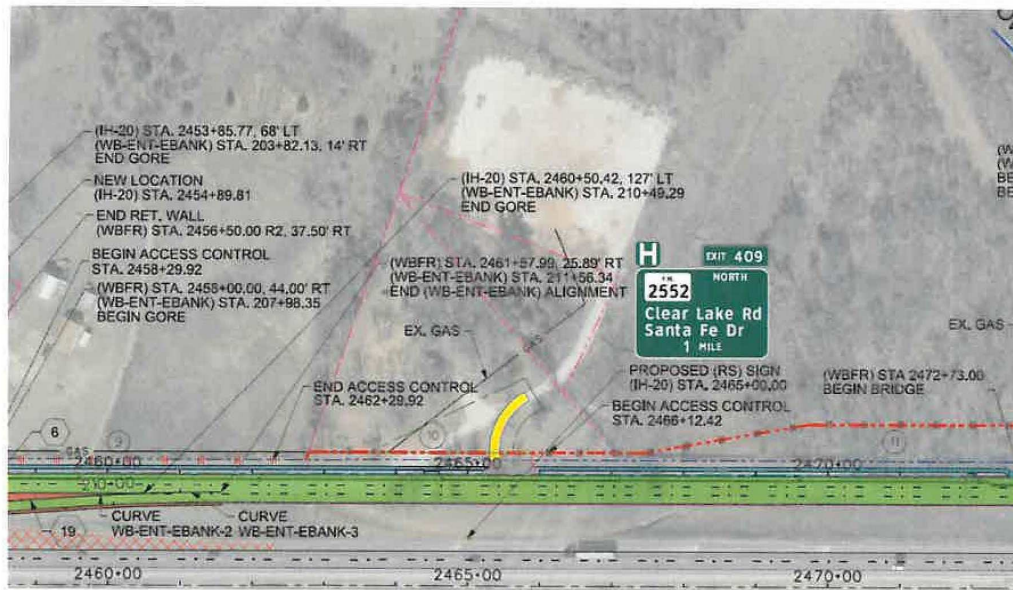 (IH-20) STA. 2453+85.77, 68' LT
(WB-ENT-EBANK) STA. 203+82.13, 14' RT
END GORE
NEW LOCATION
(IH-20) STA. 2454+89.81
END RET. WALL
(WBFR) STA. 2456+50.00 R2, 37.50' RT
BEGIN ACCESS CONTROL
STA. 2458+29.92
(WBFR) STA. 2458+00.00, 44.00' RT
(WB-ENT-EBANK) STA. 207+98.35
BEGIN GORE
(IH-20) STA. 2460+50.42, 127' LT
(WB-ENT-EBANK) STA. 210+49.29
END GORE
(WBFR) STA. 2461+57.99, 25.89' RT
(WB-ENT-EBANK) STA. 211+56.34
END (WB-ENT-EBANK) ALIGNMENT
EX. GAS
GAS
END ACCESS CONTROL
STA. 2462+29.92
H
EXIT 409
F.M. 2552 NORTH
Clear Lake Rd
Santa Fe Dr
1 MILE
EX. GAS
PROPOSED (RS) SIGN
(IH-20) STA. 2465+00.00
BEGIN ACCESS CONTROL
STA. 2466+12.42
(WBFR) STA 2472+73.00
BEGIN BRIDGE
6
9
10
11
GAS
2460+00
2465+00
2470+00
210+00
19
CURVE
WB-ENT-EBANK-2
CURVE
WB-ENT-EBANK-3
2460+00
2465+00
2470+00